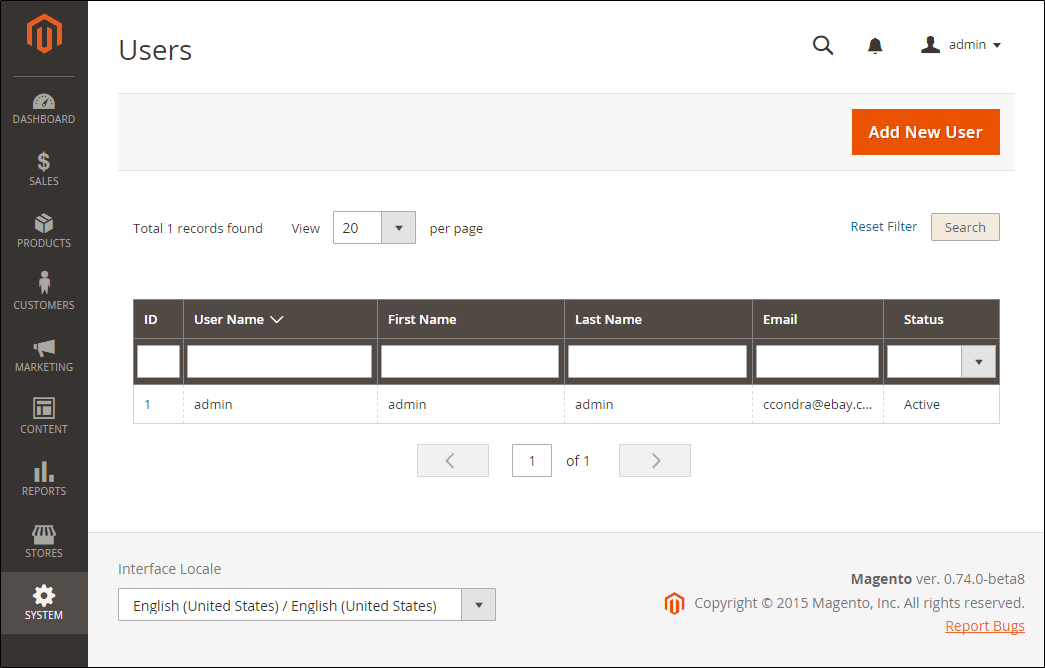 Users
admin
Add New User
DASHBOARD
SALES
PRODUCTS
CUSTOMERS
MARKETING
CONTENT
REPORTS
STORES
SYSTEM
Total 1 records found View 20 per page
Reset Filter Search
ID User Name First Name Last Name Email Status
1 admin admin admin ccondra@ebay.c... Active
1 of 1
Interface Locale
English (United States) / English (United States)
Magento ver. 0.74.0-beta8
Copyright © 2015 Magento, Inc. All rights reserved.
Report Bugs